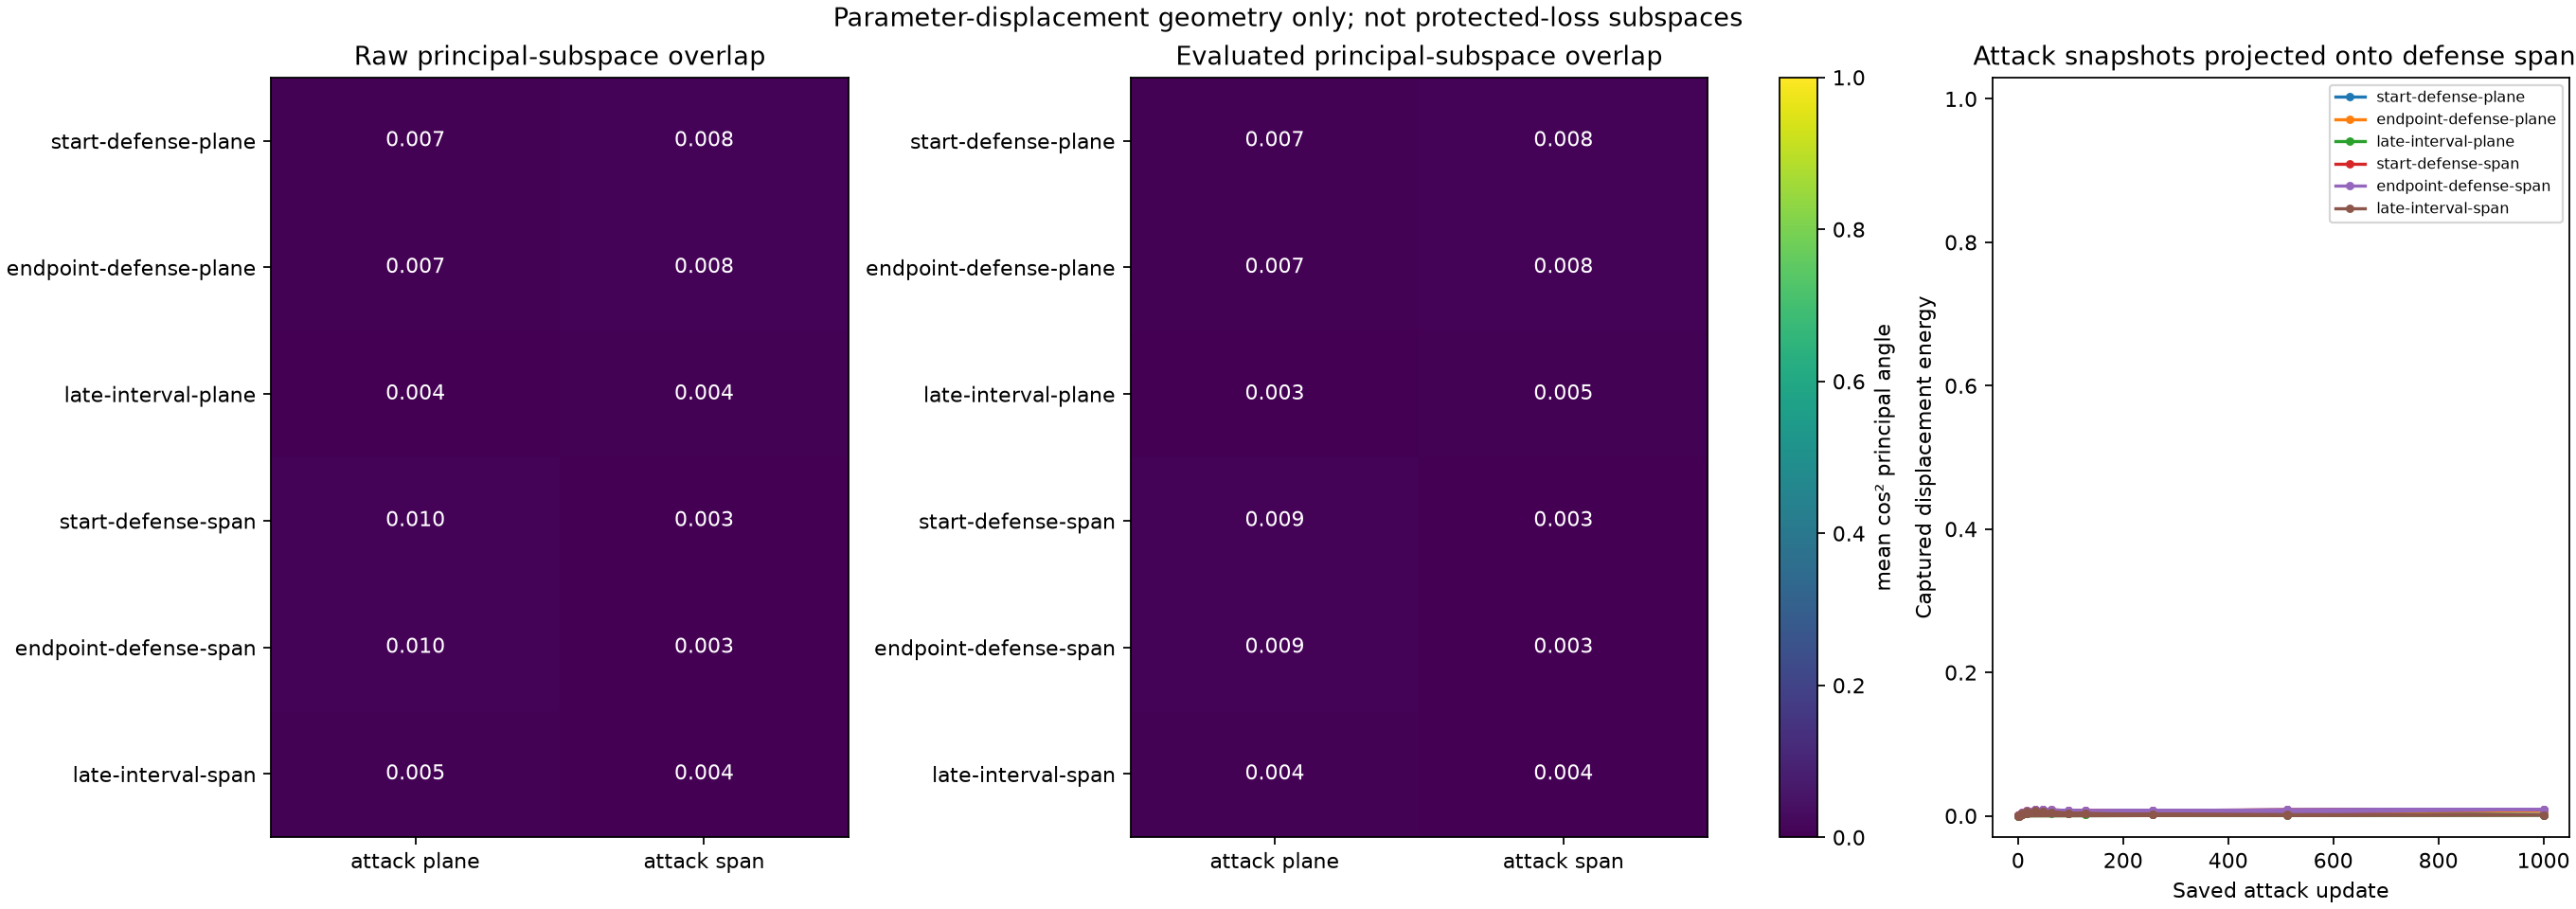 Parameter-displacement geometry only; not protected-loss subspaces
Raw principal-subspace overlap
start-defense-plane 0.007 0.008
endpoint-defense-plane 0.007 0.008
late-interval-plane 0.004 0.004
start-defense-span 0.010 0.003
endpoint-defense-span 0.010 0.003
late-interval-span 0.005 0.004
attack plane attack span
Evaluated principal-subspace overlap
start-defense-plane 0.007 0.008
endpoint-defense-plane 0.007 0.008
late-interval-plane 0.003 0.005
start-defense-span 0.009 0.003
endpoint-defense-span 0.009 0.003
late-interval-span 0.004 0.004
attack plane attack span
1.0
0.8
0.6
0.4
0.2
0.0
mean cos² principal angle
Attack snapshots projected onto defense span
Captured displacement energy
1.0
0.8
0.6
0.4
0.2
0.0
start-defense-plane
endpoint-defense-plane
late-interval-plane
start-defense-span
endpoint-defense-span
late-interval-span
0 200 400 600 800 1000
Saved attack update